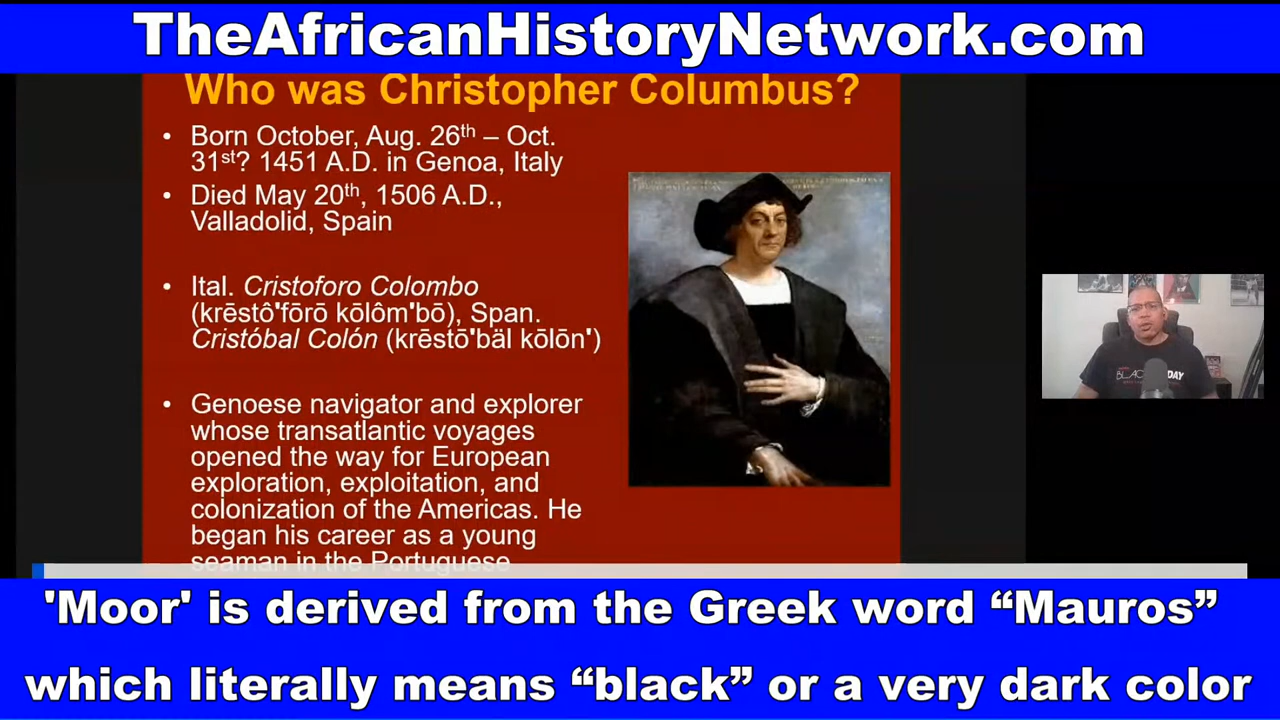 TheAfricanHistoryNetwork.com
Who was Christopher Columbus?
• Born October, Aug. 26th – Oct.
31st? 1451 A.D. in Genoa, Italy
• Died May 20th, 1506 A.D.,
Valladolid, Spain
• Ital. Cristoforo Colombo
(krēstô'fōrō kōlôm'bō), Span.
Cristóbal Colón (krēstō'bäl kōlōn')
• Genoese navigator and explorer
whose transatlantic voyages
opened the way for European
exploration, exploitation, and
colonization of the Americas. He
began his career as a young
seaman in the Portuguese
'Moor' is derived from the Greek word “Mauros”
which literally means “black” or a very dark color